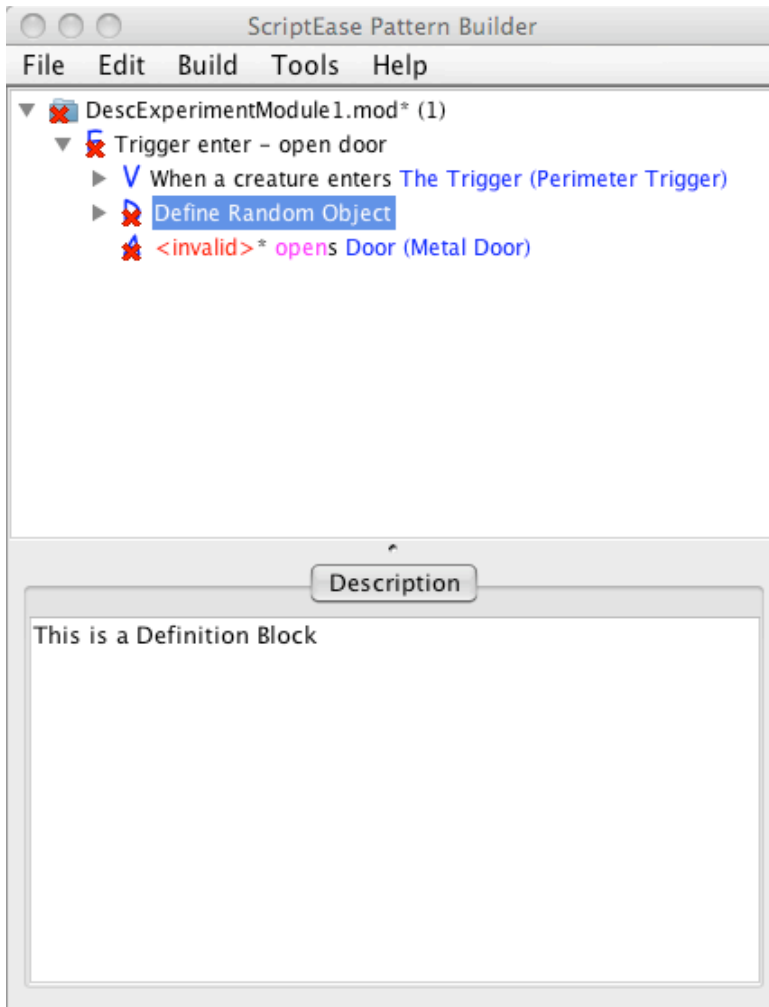 ScriptEase Pattern Builder
File Edit Build Tools Help
DescExperimentModule1.mod* (1)
E Trigger enter – open door
V When a creature enters The Trigger (Perimeter Trigger)
D Define Random Object
A <invalid>* opens Door (Metal Door)
Description
This is a Definition Block